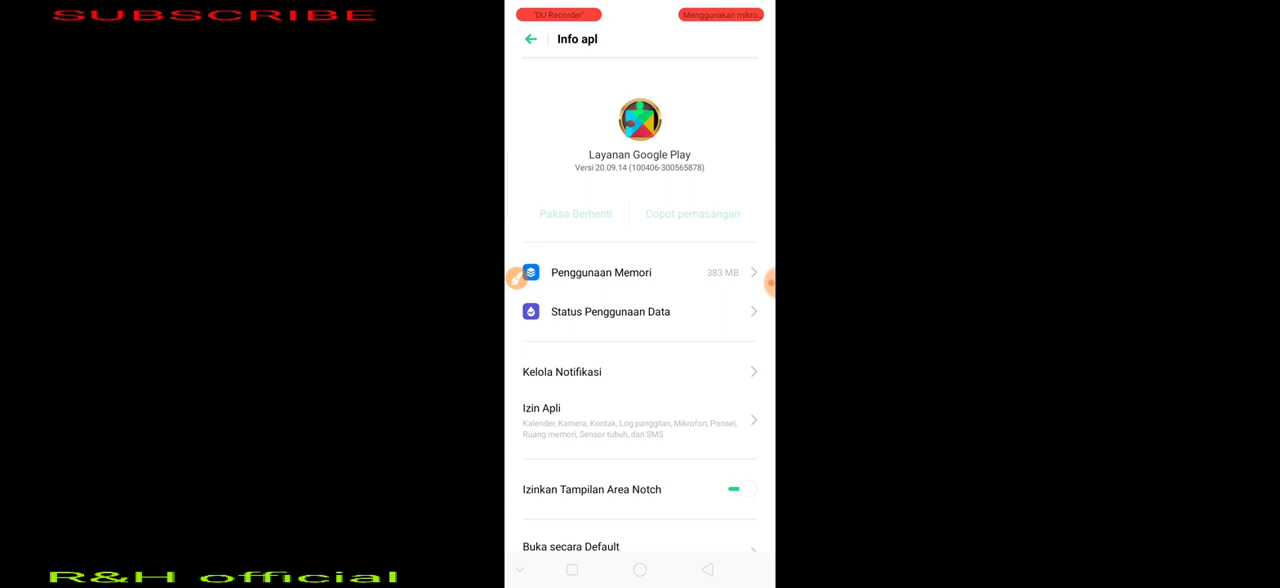 SUBSCRIBE
"DU Recorder"
Menggunakan mikro
Info apl
Layanan Google Play
Versi 20.09.14 (100406-300565878)
Paksa Berhenti
Copot pemasangan
Penggunaan Memori
383 MB
Status Penggunaan Data
Kelola Notifikasi
Izin Apli
Kalender, Kamera, Kontak, Log panggilan, Mikrofon, Ponsel,
Ruang memori, Sensor tubuh, dan SMS
Izinkan Tampilan Area Notch
Buka secara Default
R&H official